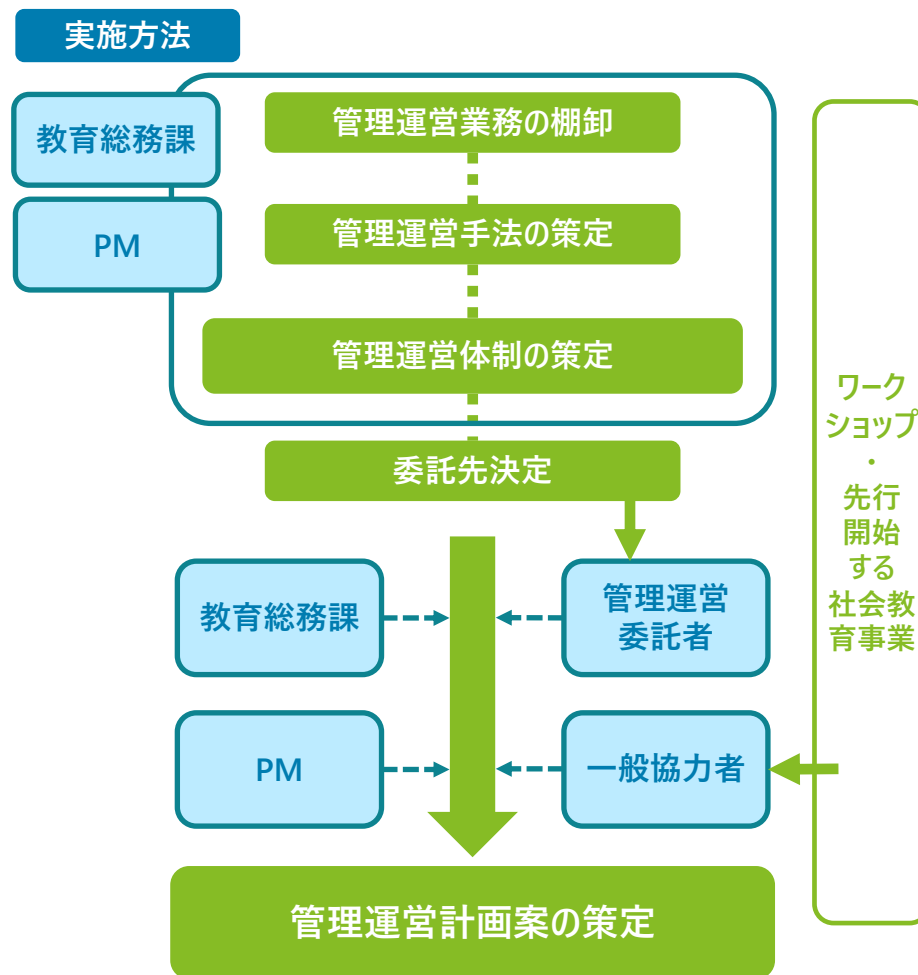 実施方法
教育総務課
PM
管理運営業務の棚卸
管理運営手法の策定
管理運営体制の策定
委託先決定
教育総務課
管理運営
委託者
PM
一般協力者
ワーク
ショップ
・
先行
開始
する
社会教
育事業
管理運営計画案の策定